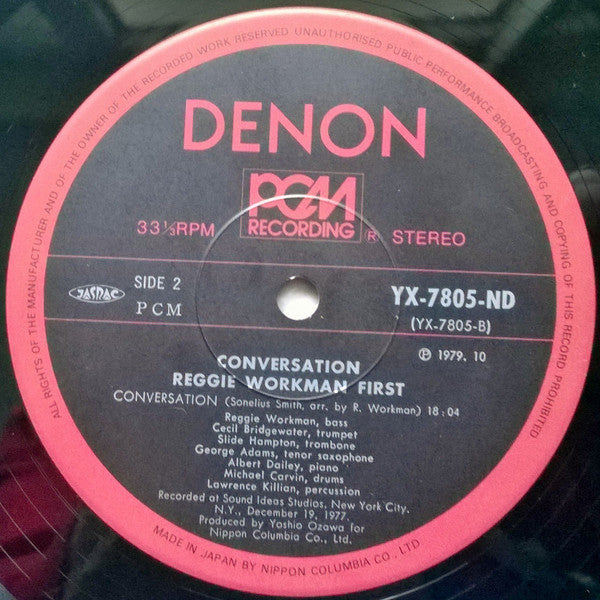 ALL RIGHTS OF THE MANUFACTURER AND OF THE OWNER OF THE RECORDED WORK RESERVED UNAUTHORISED PUBLIC PERFORMANCE BROADCASTING AND COPYING OF THIS RECORD PROHIBITED
DENON
PCM
RECORDING
33⅓RPM
(R) STEREO
JASRAC
SIDE 2
PCM
YX-7805-ND
(YX-7805-B)
℗ 1979. 10
CONVERSATION
REGGIE WORKMAN FIRST
CONVERSATION (Sonelius Smith, arr. by R. Workman) 18:04
Reggie Workman, bass
Cecil Bridgewater, trumpet
Slide Hampton, trombone
George Adams, tenor saxophone
Albert Dailey, piano
Michael Carvin, drums
Lawrence Killian, percussion
Recorded at Sound Ideas Studios, New York City.
N.Y., December 19, 1977.
Produced by Yoshio Ozawa for
Nippon Columbia Co., Ltd.
MADE IN JAPAN BY NIPPON COLUMBIA CO., LTD